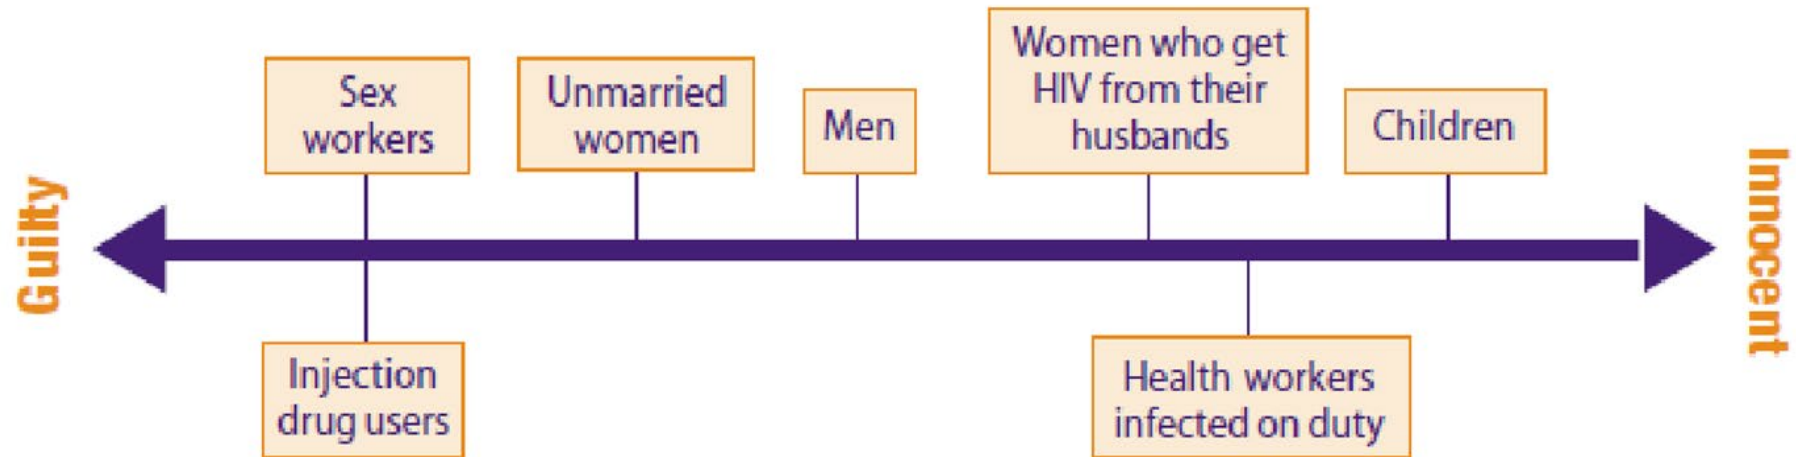 Guilty
Sex
workers
Unmarried
women
Men
Women who get
HIV from their
husbands
Children
Injection
drug users
Health workers
infected on duty
Innocent